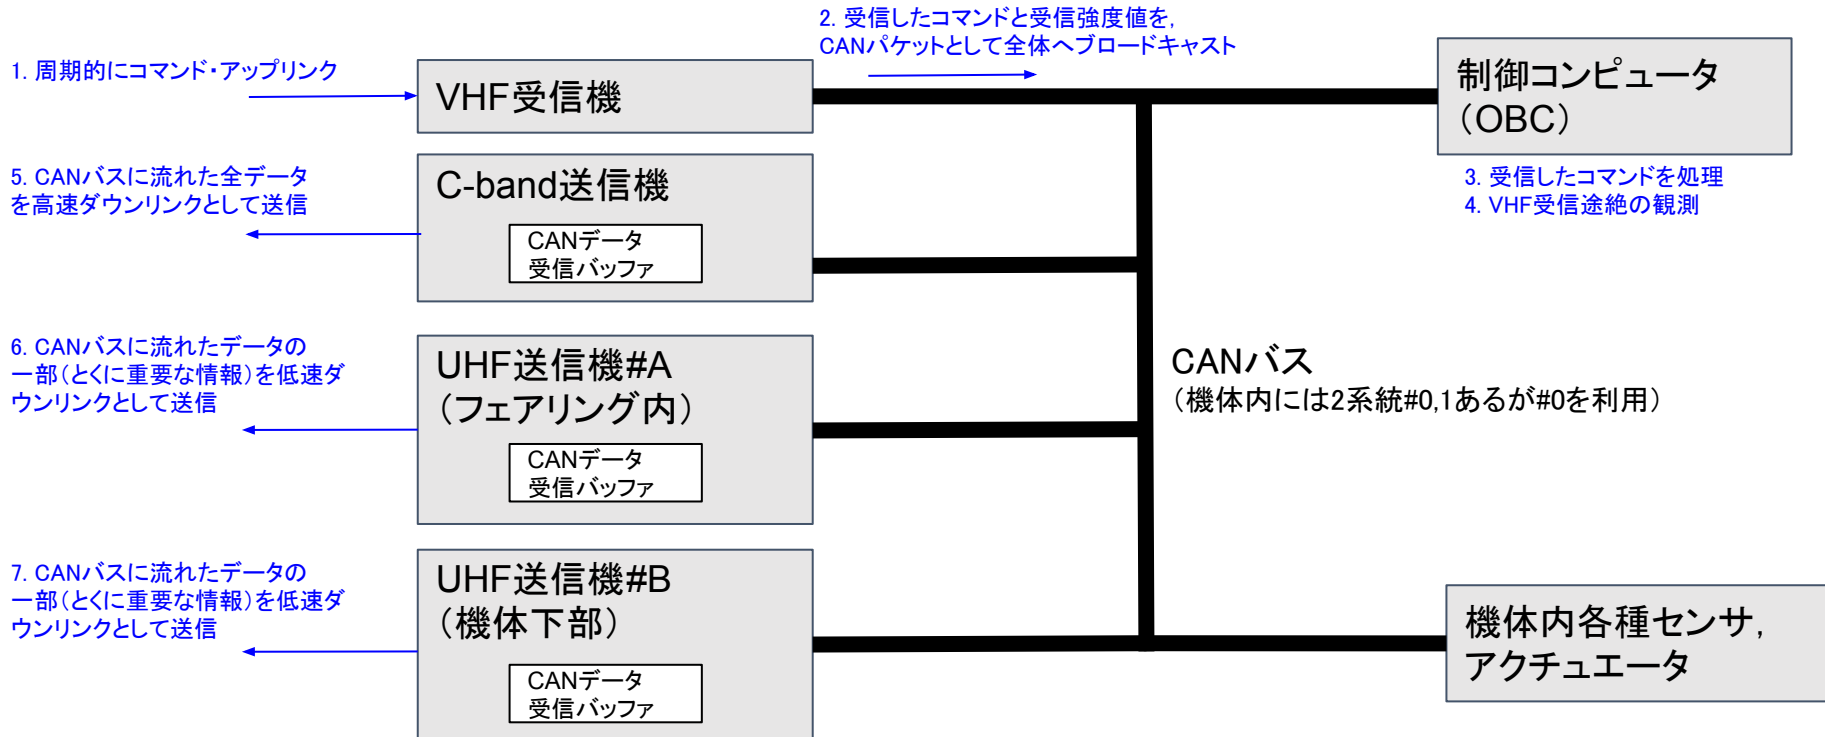 2. 受信したコマンドと受信強度値を,
CANパケットとして全体へブロードキャスト
1. 周期的にコマンド・アップリンク
VHF受信機
制御コンピュータ
（OBC）
3. 受信したコマンドを処理
4. VHF受信途絶の観測
5. CANバスに流れた全データ
を高速ダウンリンクとして送信
C-band送信機
CANデータ
受信バッファ
6. CANバスに流れたデータの
一部（とくに重要な情報）を低速ダ
ウンリンクとして送信
UHF送信機#A
（フェアリング内）
CANデータ
受信バッファ
CANバス
（機体内には2系統#0,1あるが#0を利用）
7. CANバスに流れたデータの
一部（とくに重要な情報）を低速ダ
ウンリンクとして送信
UHF送信機#B
（機体下部）
CANデータ
受信バッファ
機体内各種センサ,
アクチュエータ